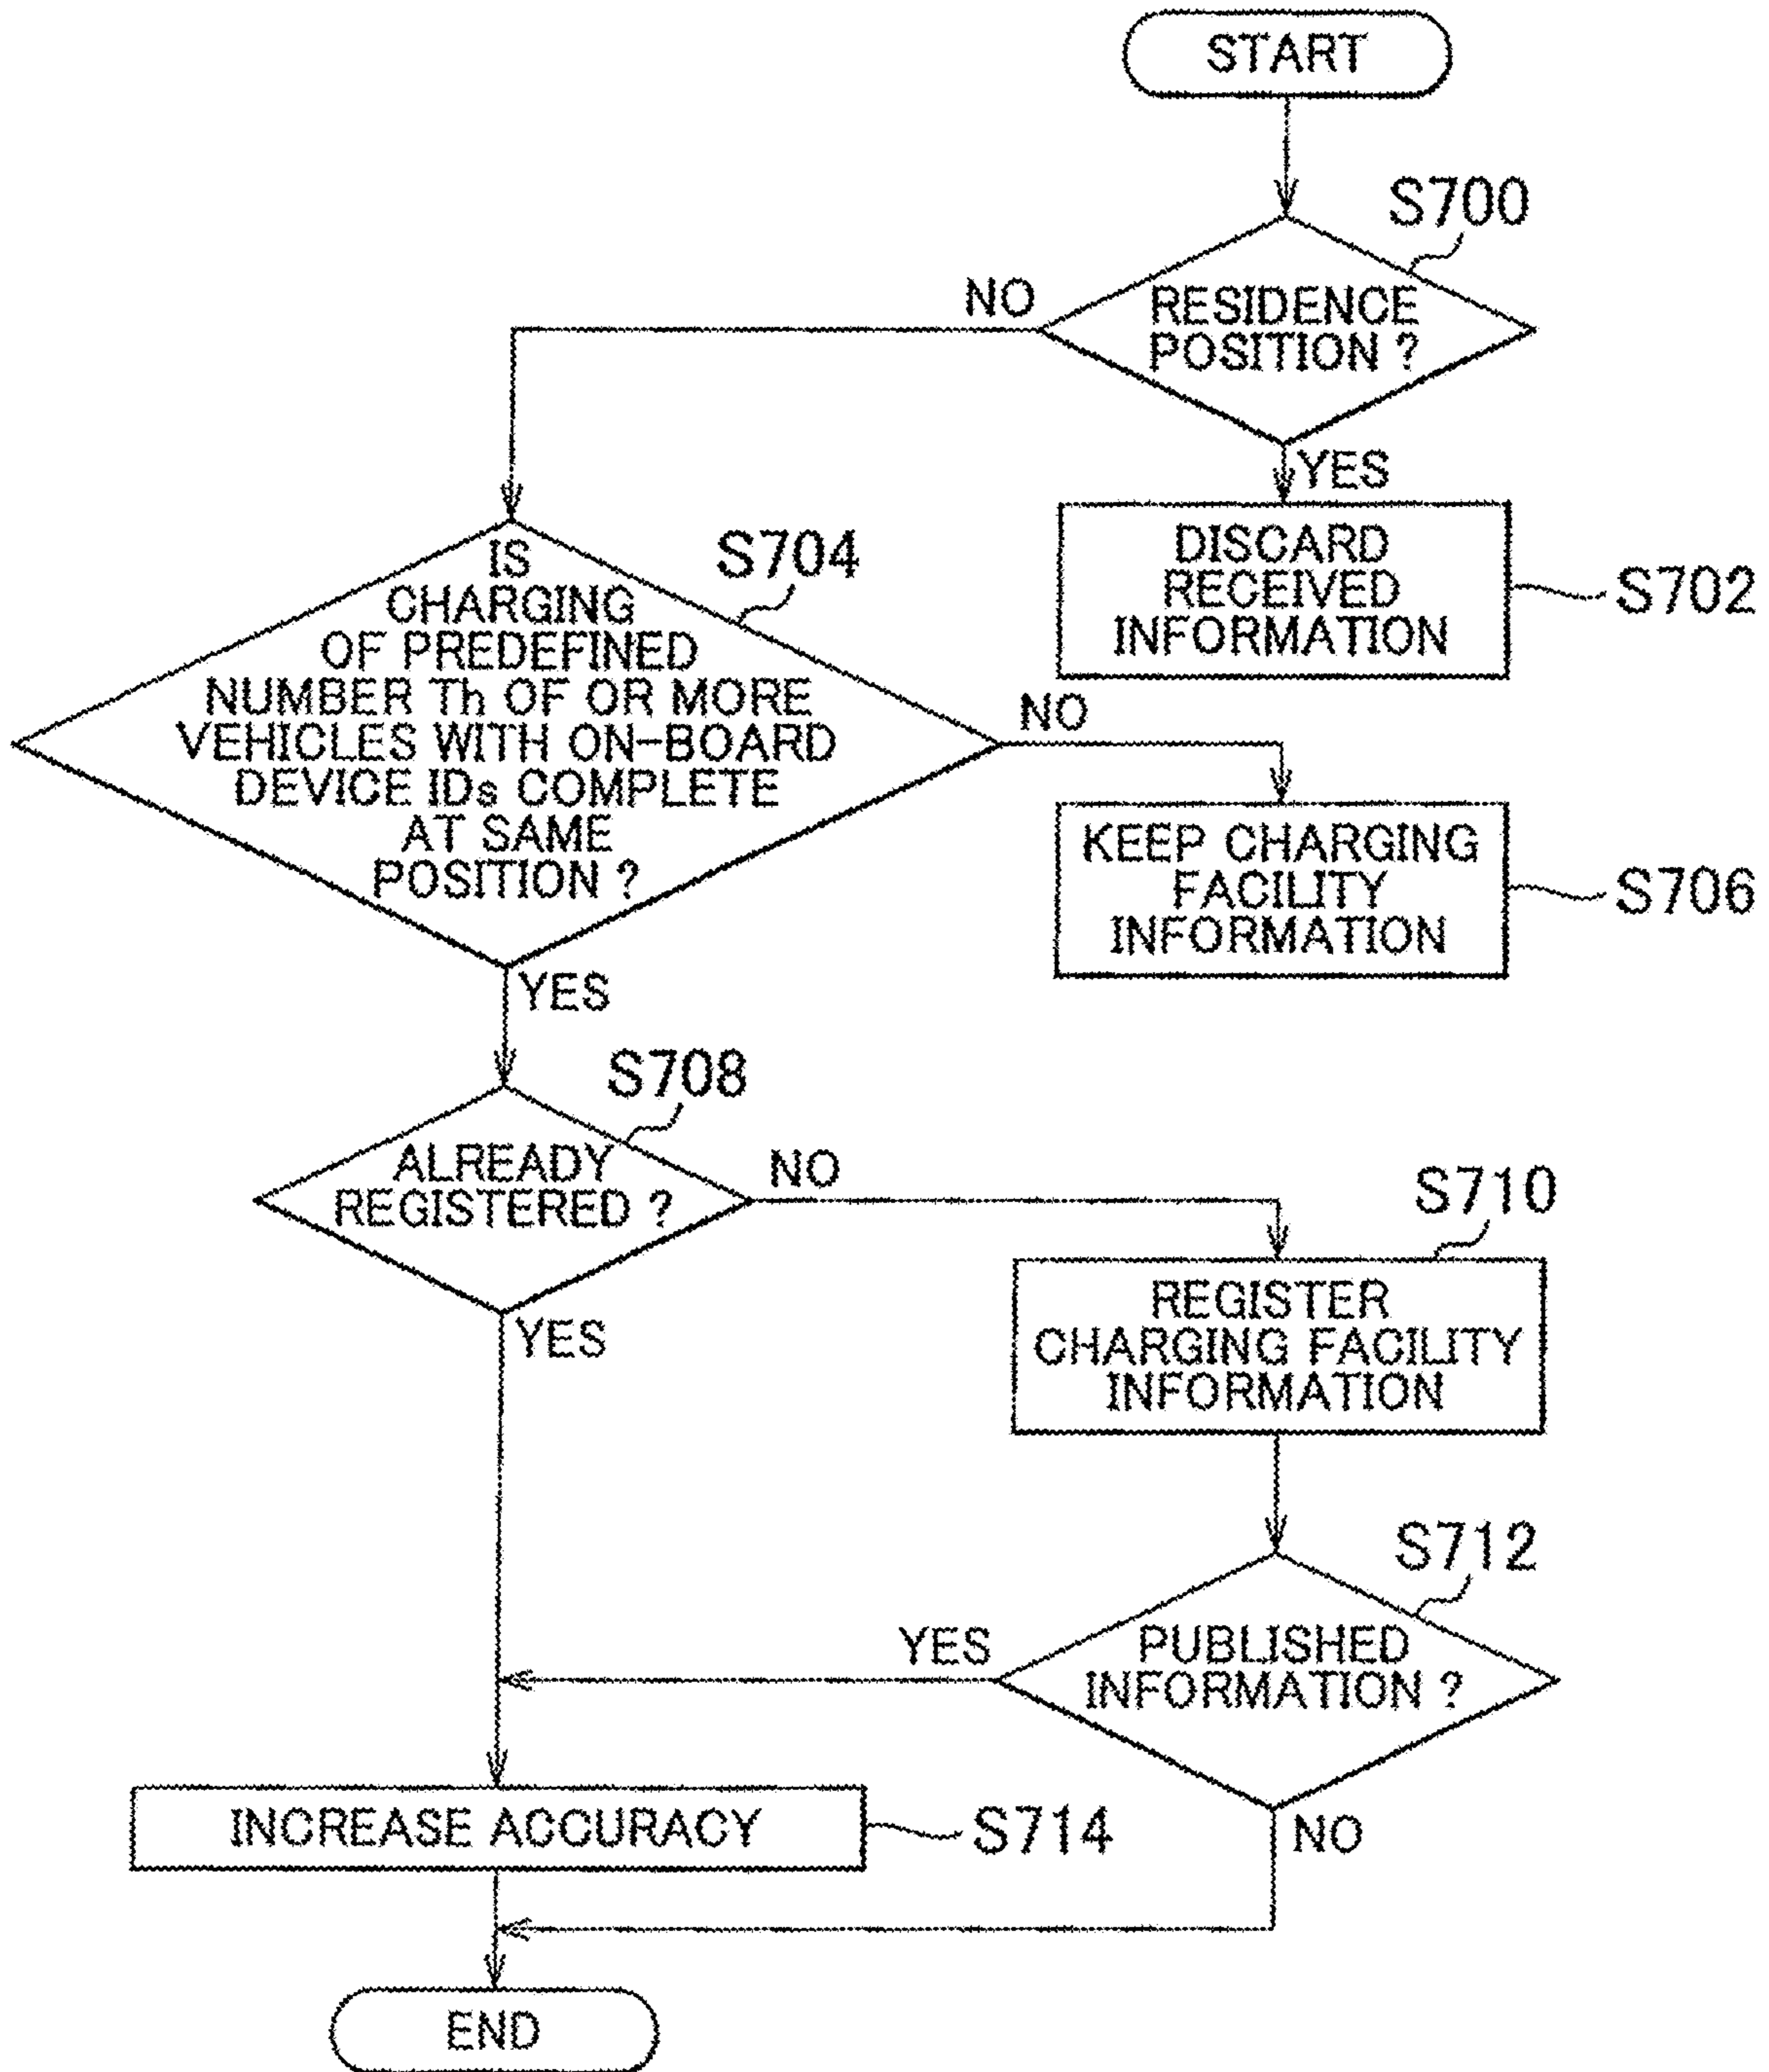 START
S700
NO
RESIDENCE
POSITION ?
YES
DISCARD
RECEIVED
INFORMATION
S702
S704
IS
CHARGING
OF PREDEFINED
NUMBER Th OF OR MORE
VEHICLES WITH ON-BOARD
DEVICE IDs COMPLETE
AT SAME
POSITION ?
NO
KEEP CHARGING
FACILITY
INFORMATION
S706
YES
S708
ALREADY
REGISTERED ?
NO
S710
REGISTER
CHARGING FACILITY
INFORMATION
YES
S712
PUBLISHED
INFORMATION ?
YES
NO
INCREASE ACCURACY
S714
END